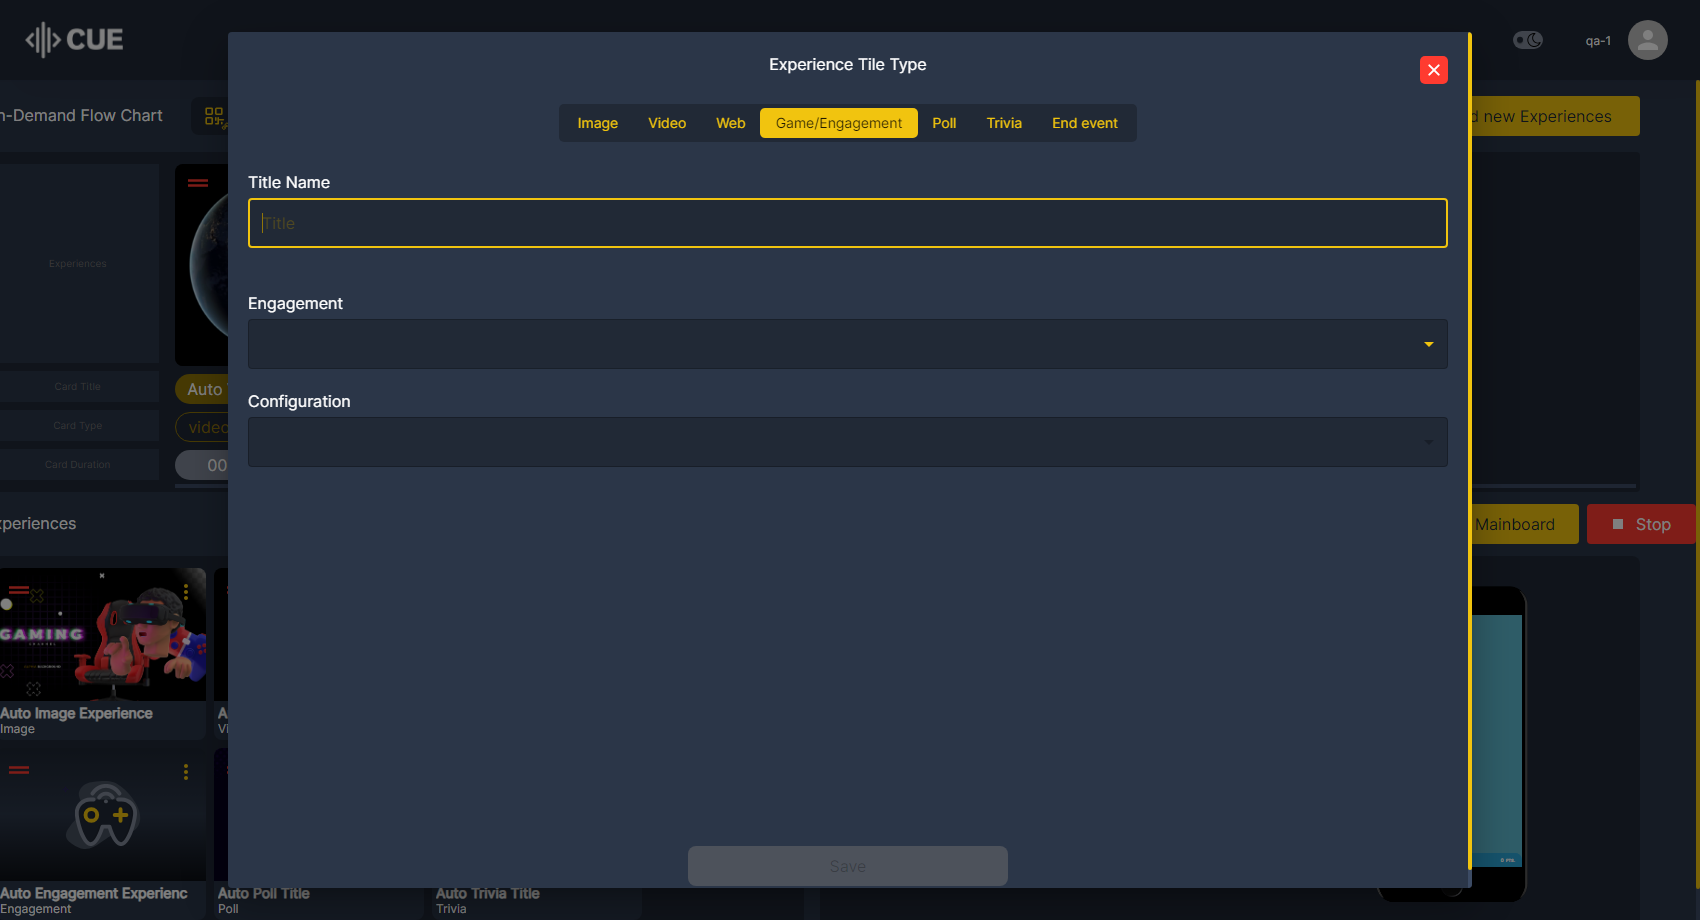 CUE
qa-1
n-Demand Flow Chart
d new Experiences
Experience Tile Type
Image
Video
Web
Game/Engagement
Poll
Trivia
End event
Title Name
Title
Engagement
Configuration
Save
Experiences
Card Title
Card Type
Card Duration
Auto
video
00
xperiences
Mainboard
Stop
GAMING
Auto Image Experience
Image
A
Vi
Auto Engagement Experienc
Engagement
Auto Poll Title
Poll
Auto Trivia Title
Trivia